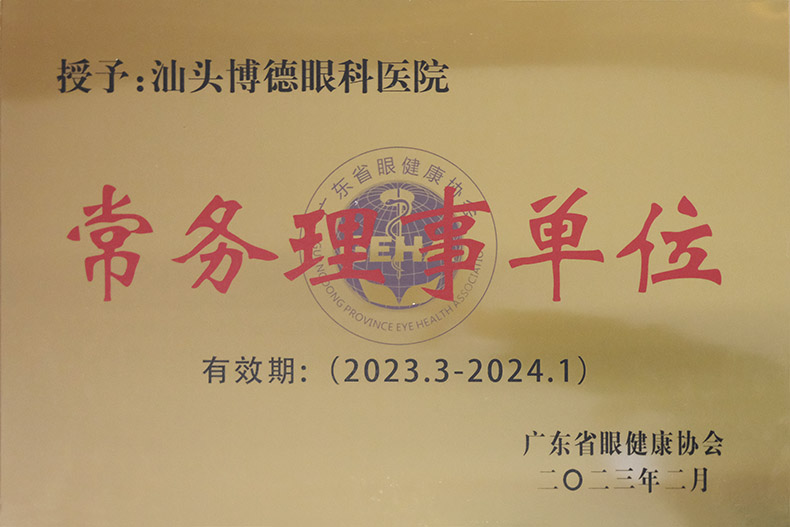 授予:汕头博德眼科医院
广东省眼健康协会
常务理事单位
EH
GUANGDONG PROVINCE EYE HEALTH ASSOCIATION
有效期:(2023.3-2024.1)
广东省眼健康协会
二〇二三年二月